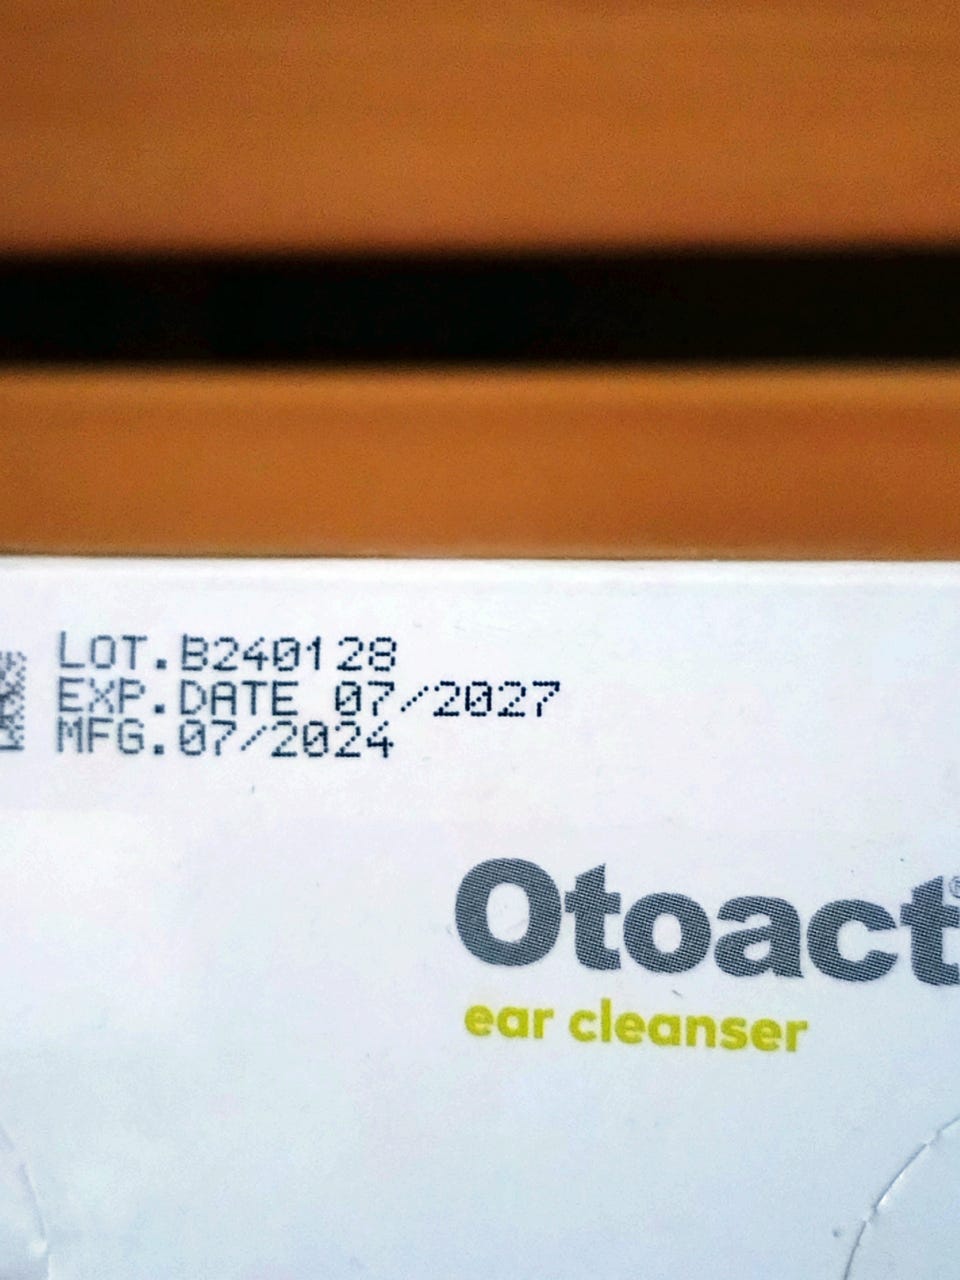 LOT.B240128
EXP.DATE 07/2027
MFG.07/2024
Otoact®
ear cleanser